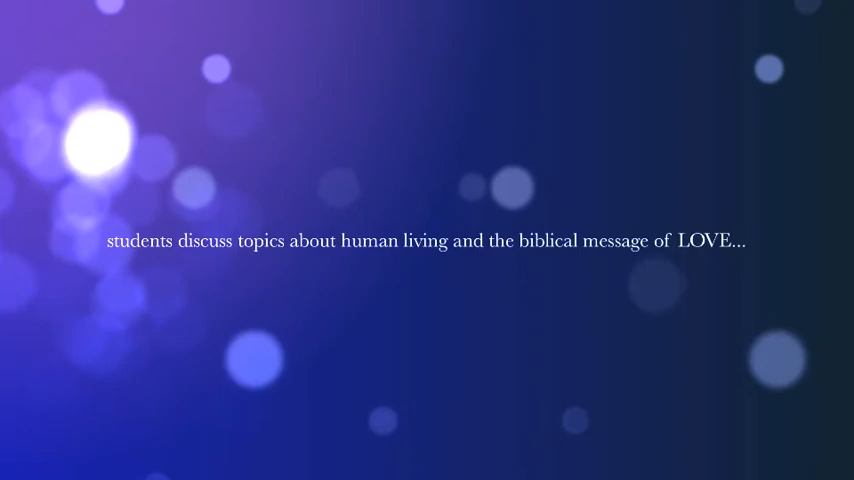 students discuss topics about human living and the biblical message of LOVE...